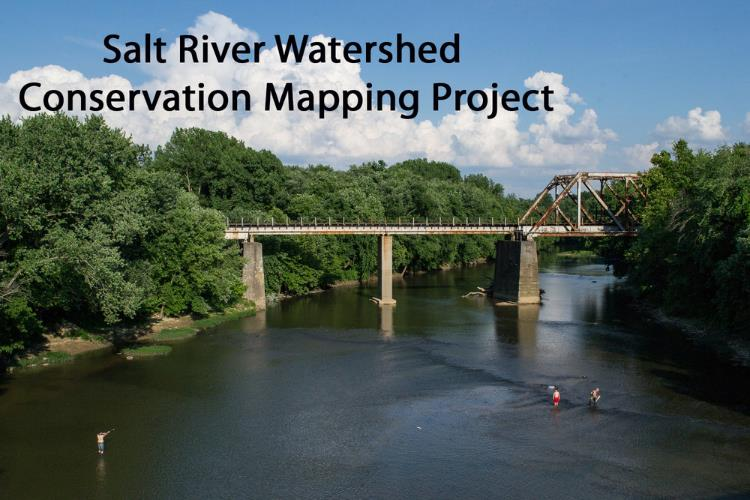 Salt River Watershed
Conservation Mapping Project